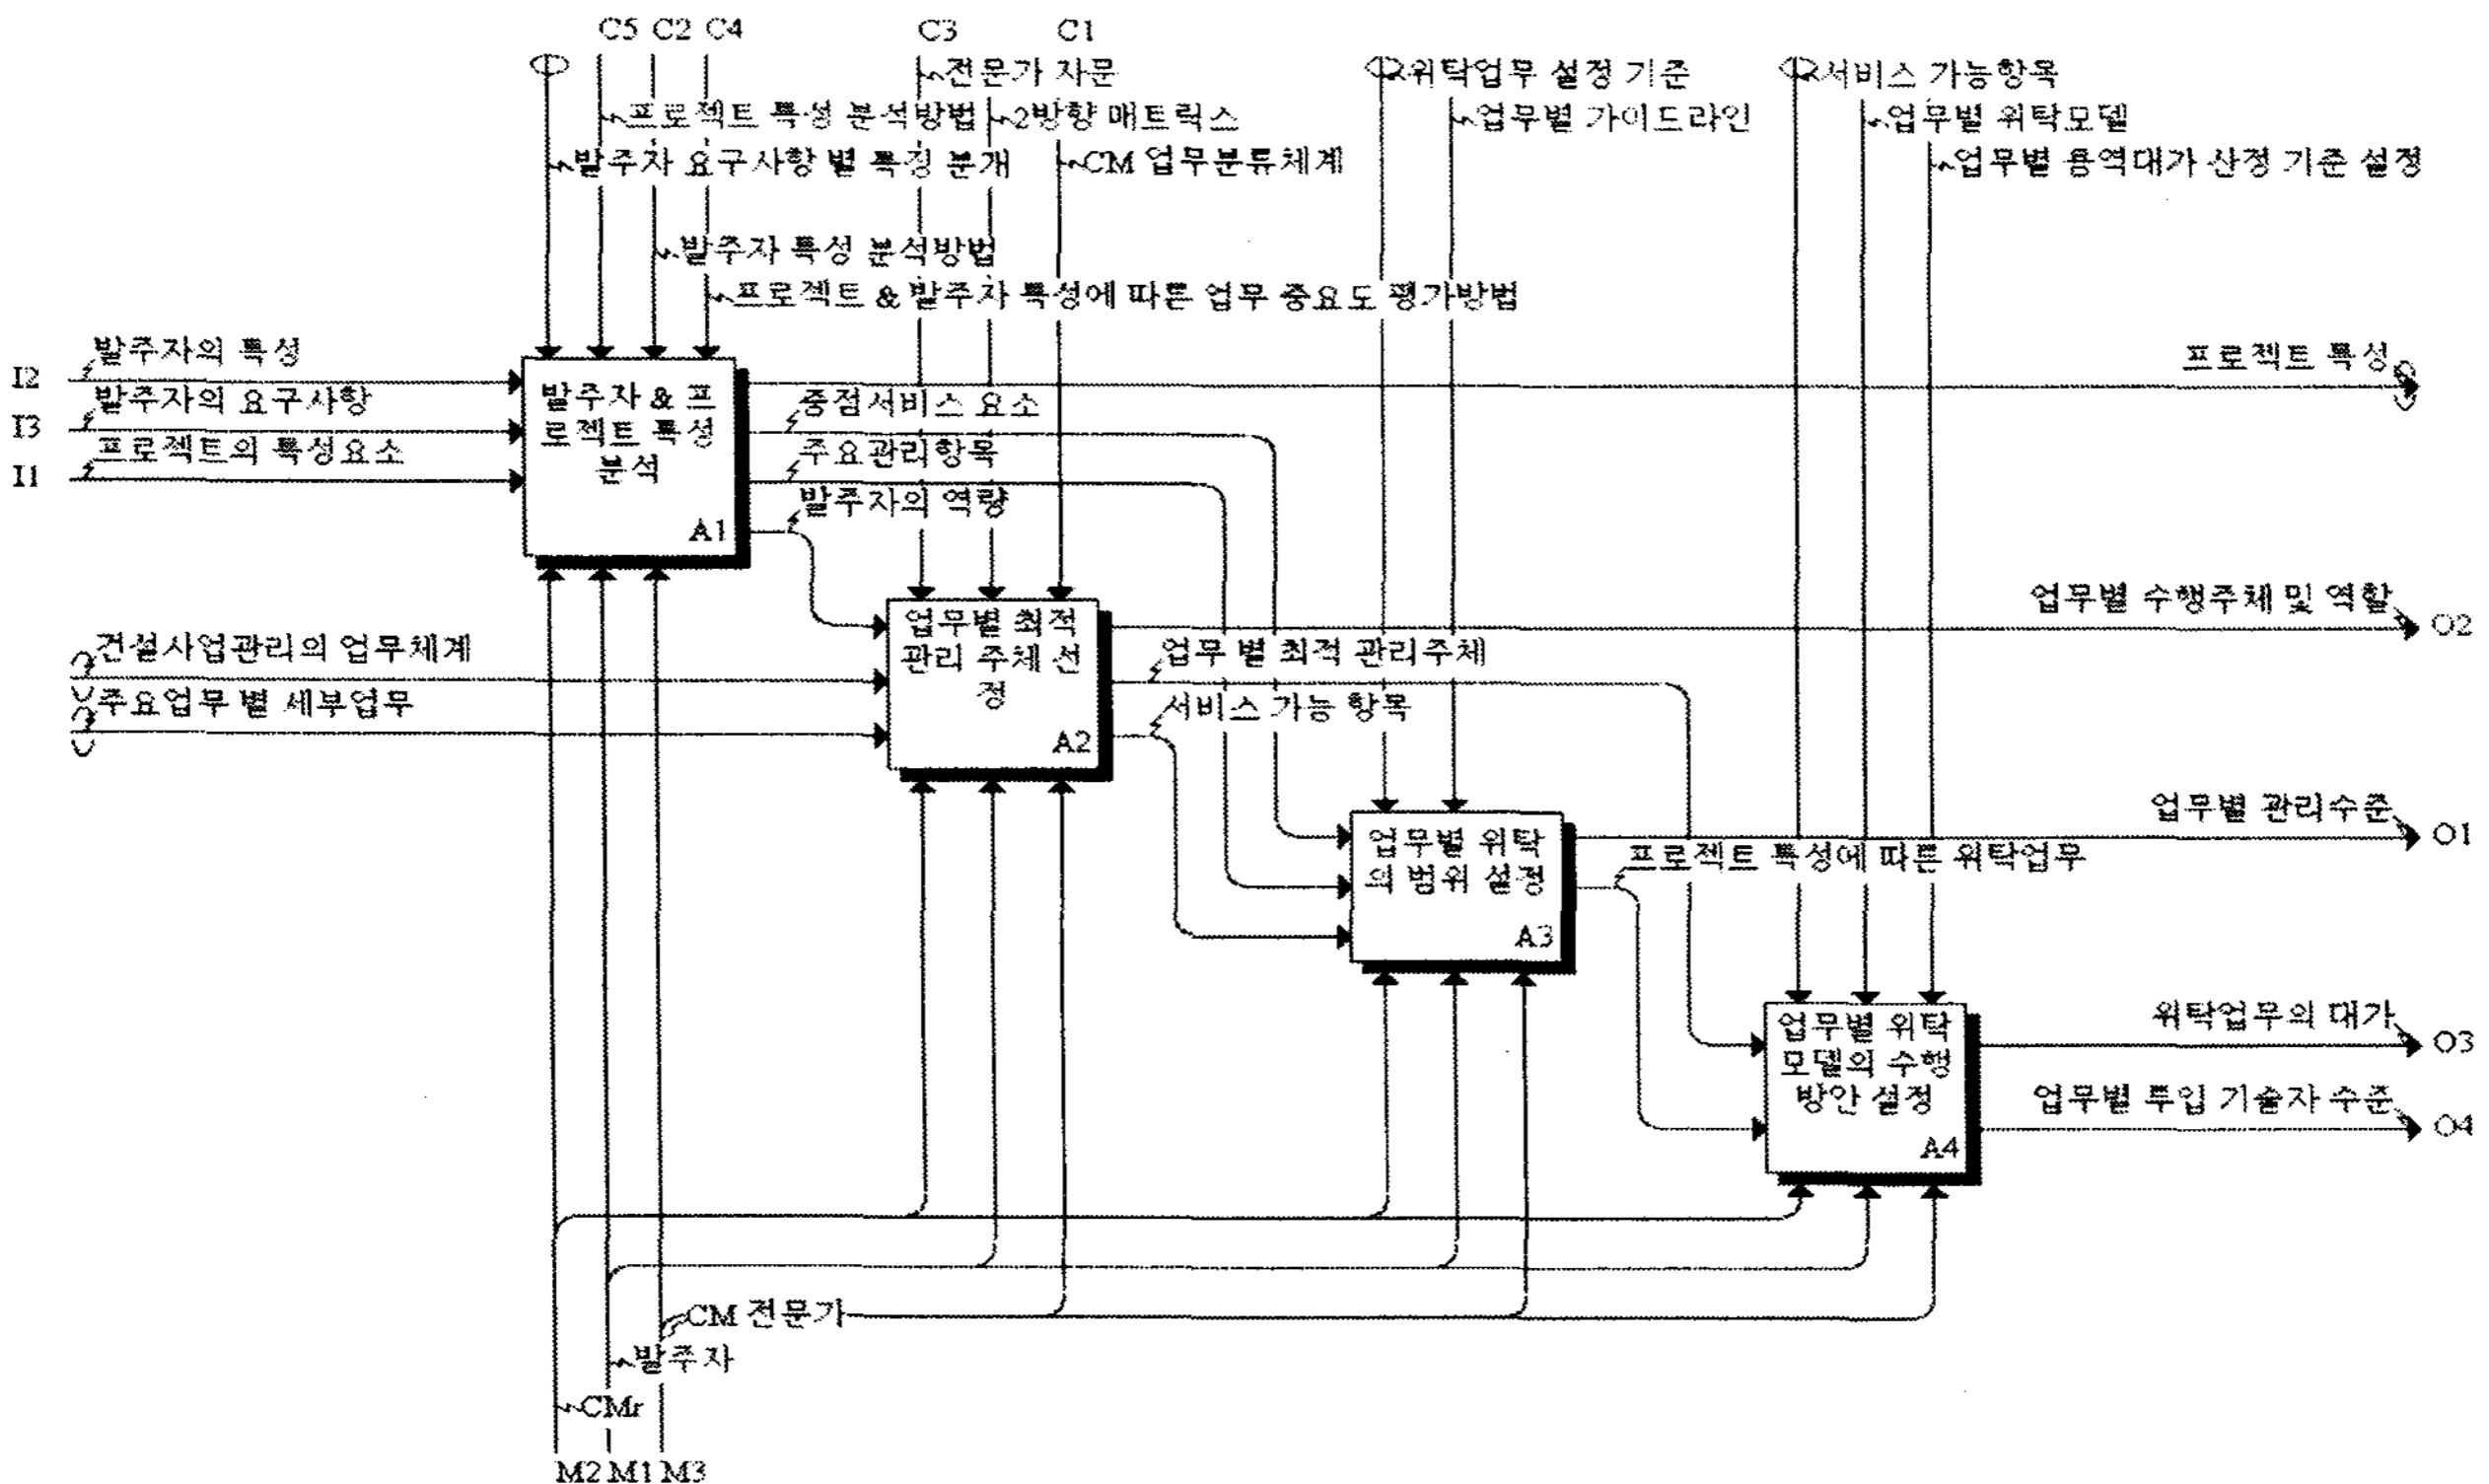 C5 C2 C4 C3 C1
전문가 자문
위탁업무 설정 기준
서비스 가능항목
프로젝트 특성 분석방법
2방향 매트릭스
업무별 가이드라인
업무별 위탁모델
발주자 요구사항 별 특징 분개
CM 업무분류체계
업무별 용역대가 산정 기준 설정
발주자 특성 분석방법
프로젝트 & 발주자 특성에 따른 업무 중요도 평가방법
I2
발주자의 특성
I3
발주자의 요구사항
I1
프로젝트의 특성요소
발주자 & 프
로젝트 특성
분석
A1
프로젝트 특성
중점서비스 요소
주요관리항목
발주자의 역량
건설사업관리의 업무체계
주요업무 별 세부업무
업무별 최적
관리 주체 선
정
A2
업무별 수행주체 및 역할
O2
업무 별 최적 관리주체
서비스 가능 항목
업무별 위탁
의 범위 설정
A3
업무별 관리수준
O1
프로젝트 특성에 따른 위탁업무
업무별 위탁
모델의 수행
방안 설정
A4
위탁업무의 대가
O3
업무별 투입 기술자 수준
O4
CM 전문가
발주자
CMr
M2 M1 M3